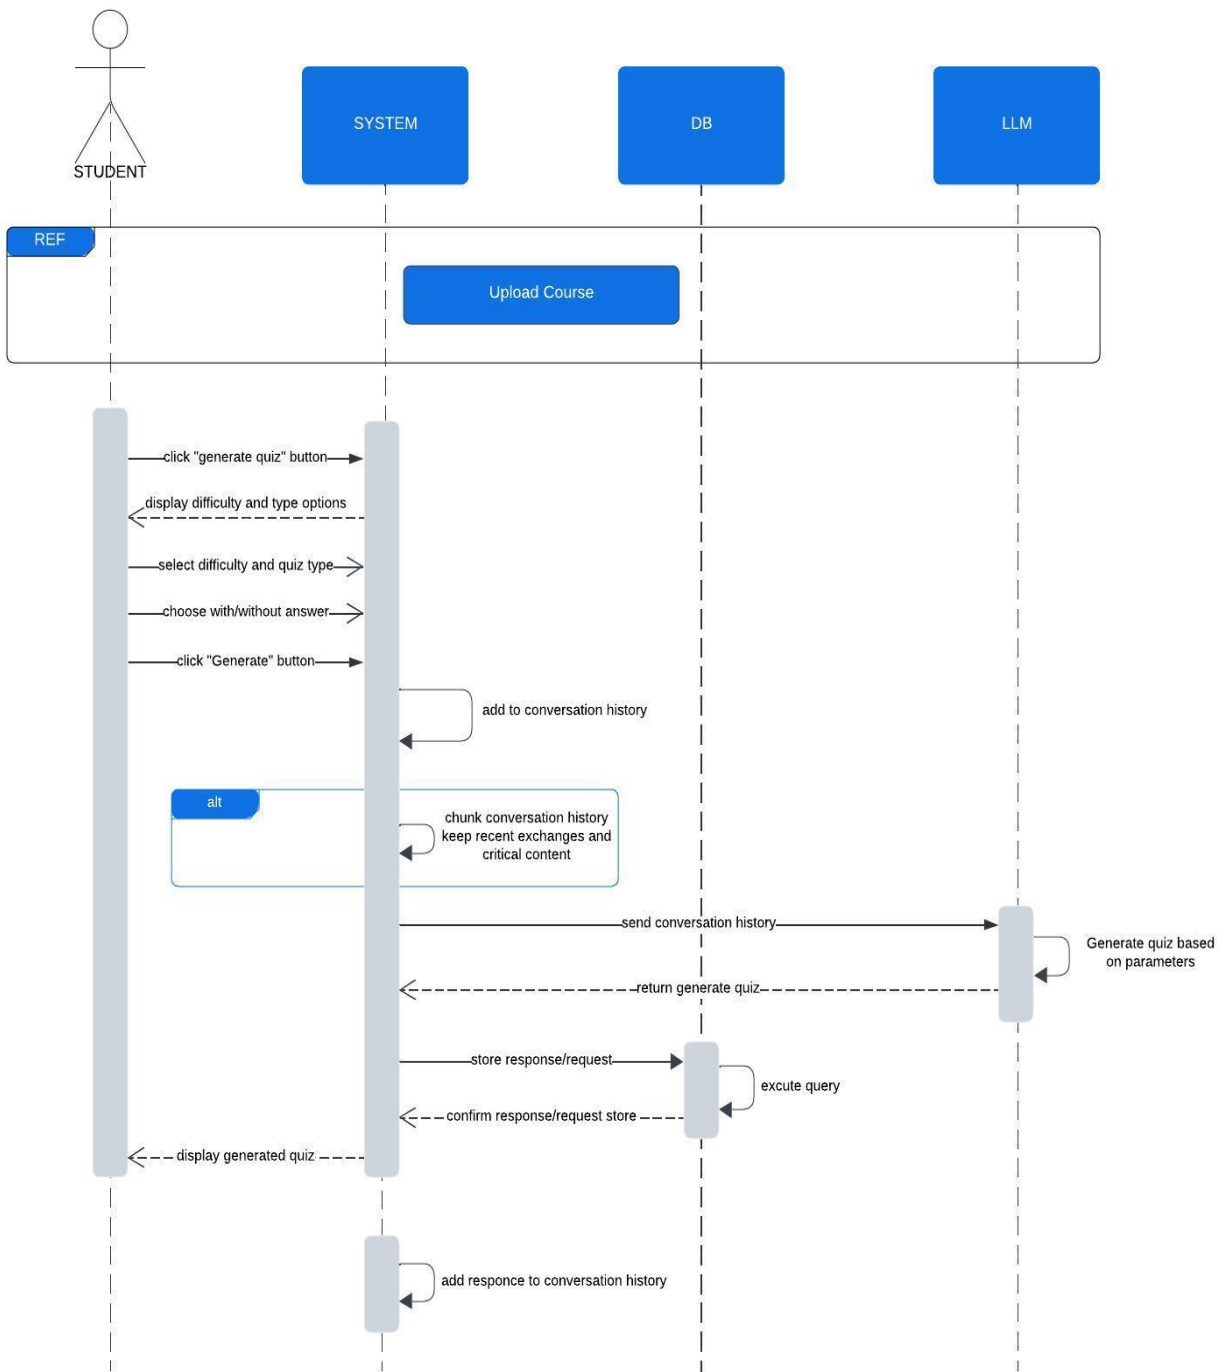 STUDENT
SYSTEM
DB
LLM
REF
Upload Course
click "generate quiz" button
display difficulty and type options
select difficulty and quiz type
choose with/without answer
click "Generate" button
add to conversation history
alt
chunk conversation history
keep recent exchanges and
critical content
send conversation history
Generate quiz based
on parameters
return generate quiz
store response/request
excute query
confirm response/request store
display generated quiz
add responce to conversation history